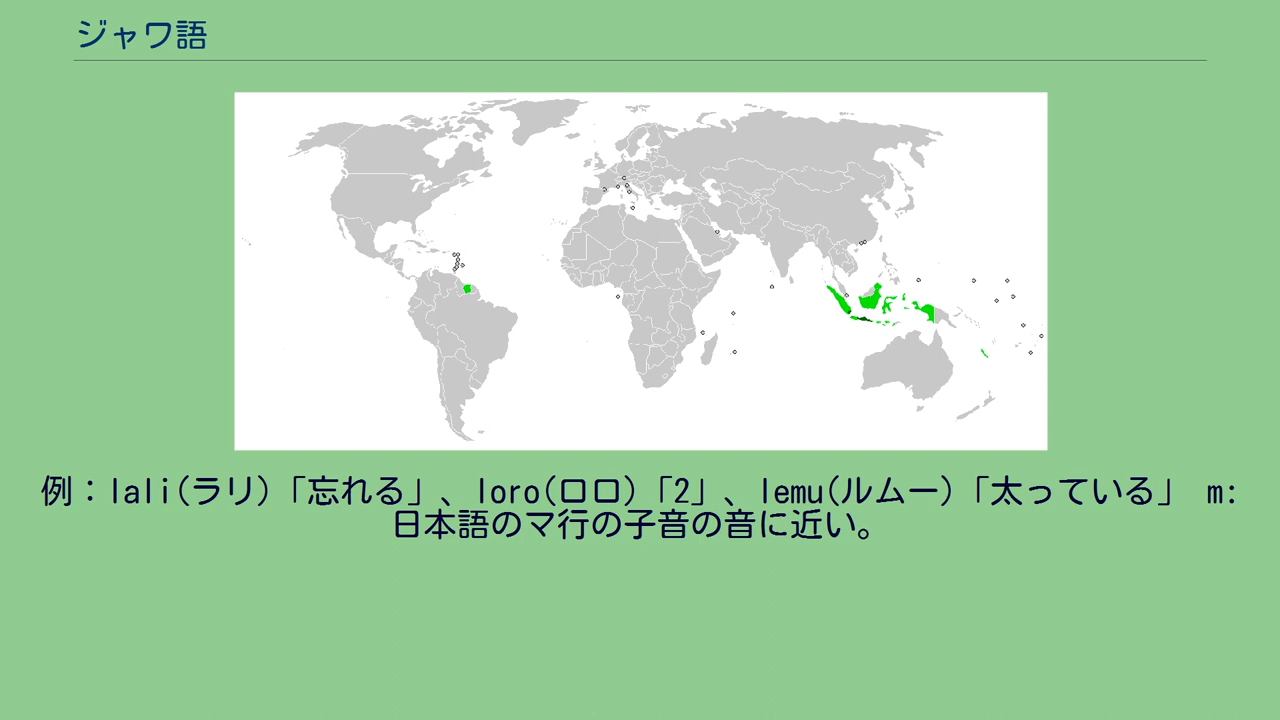 ジャワ語
例：lali(ラリ)「忘れる」、loro(ロロ)「2」、lemu(ルムー)「太っている」 m:
日本語のマ行の子音の音に近い。